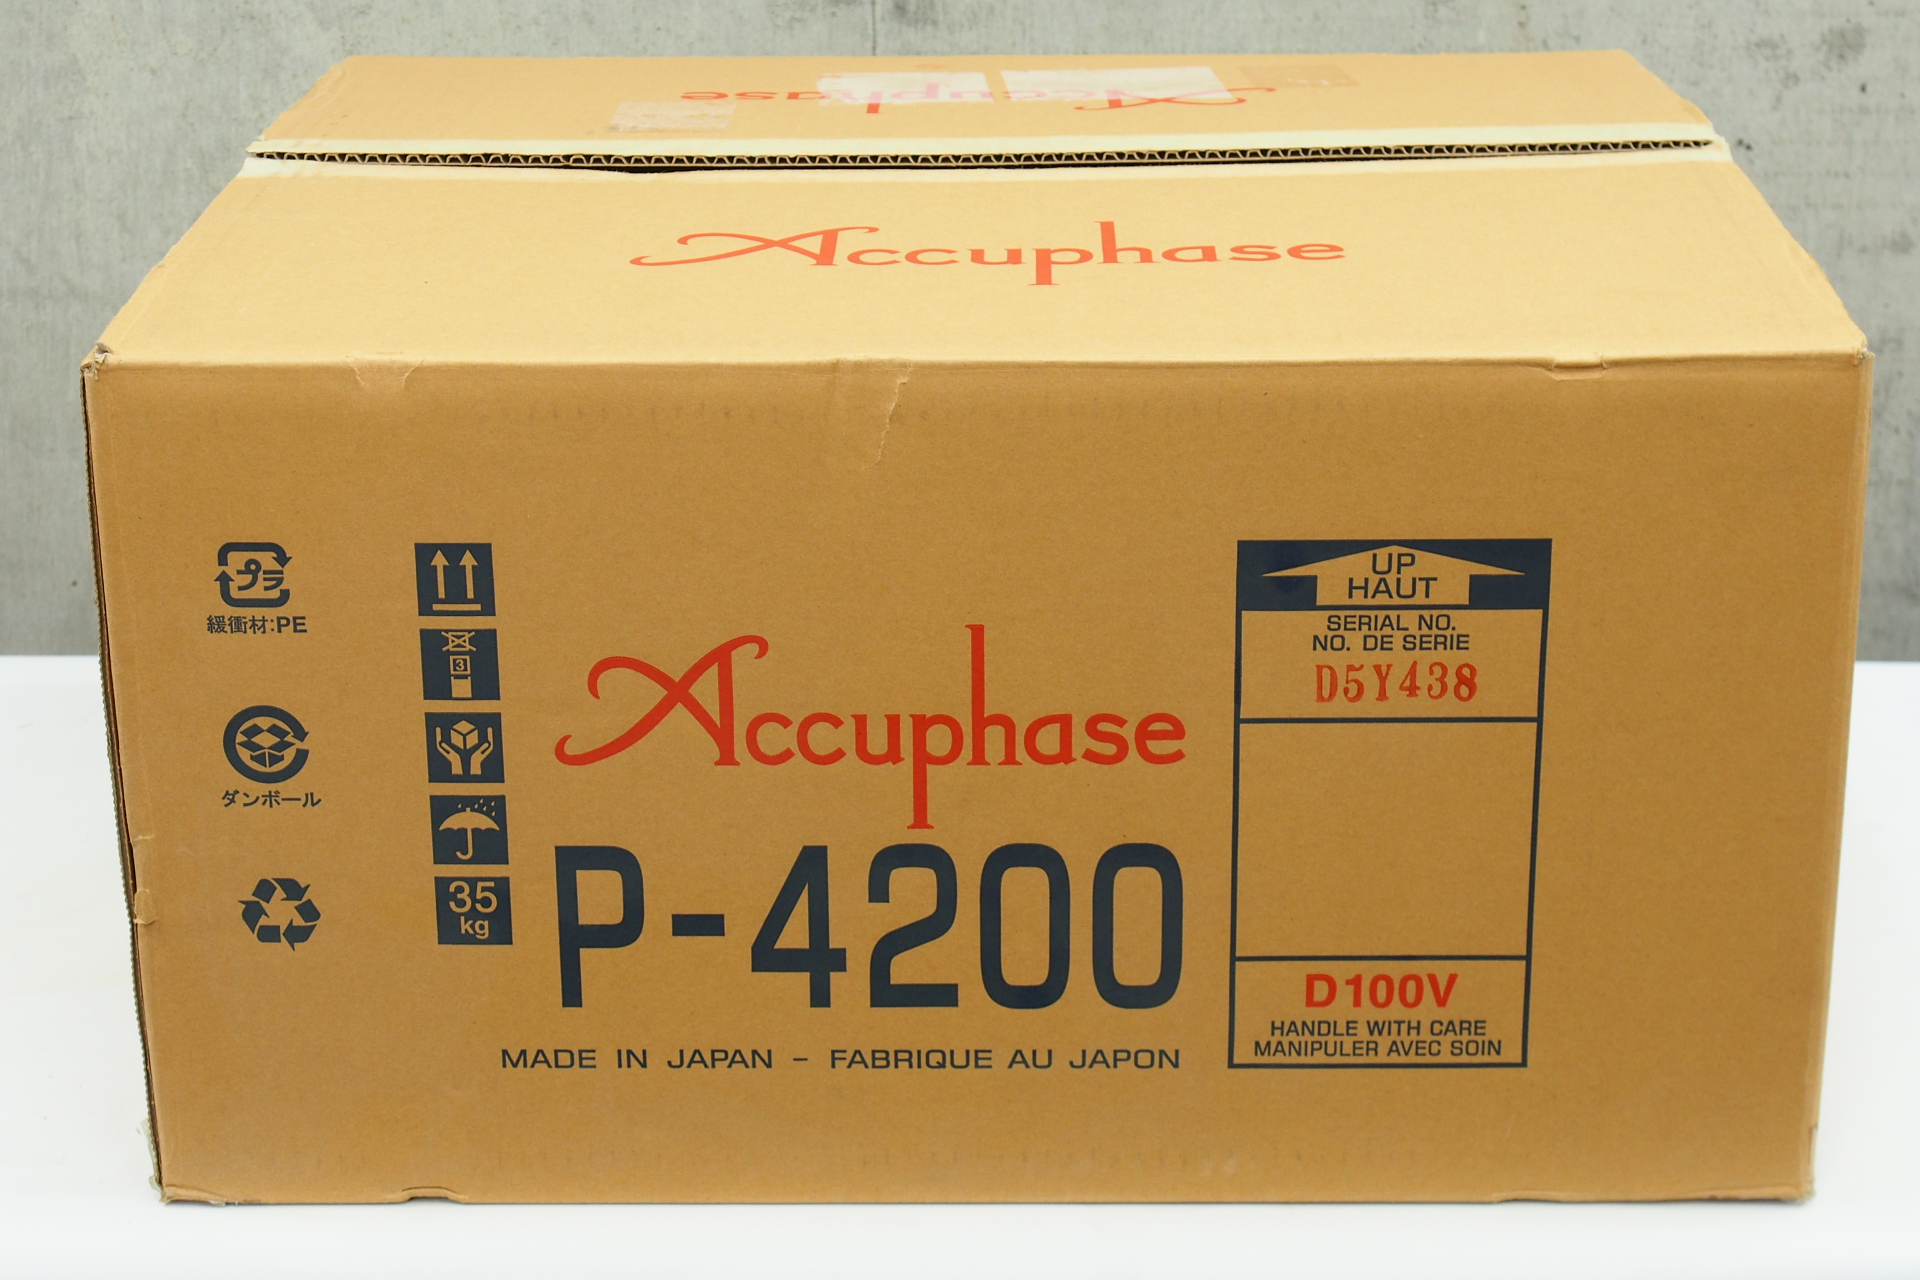 Accuphase
Accuphase
プラ
緩衝材:PE
ダンボール
3
35
kg
Accuphase
P-4200
MADE IN JAPAN – FABRIQUE AU JAPON
UP
HAUT
SERIAL NO.
NO. DE SERIE
D5Y438
D100V
HANDLE WITH CARE
MANIPULER AVEC SOIN